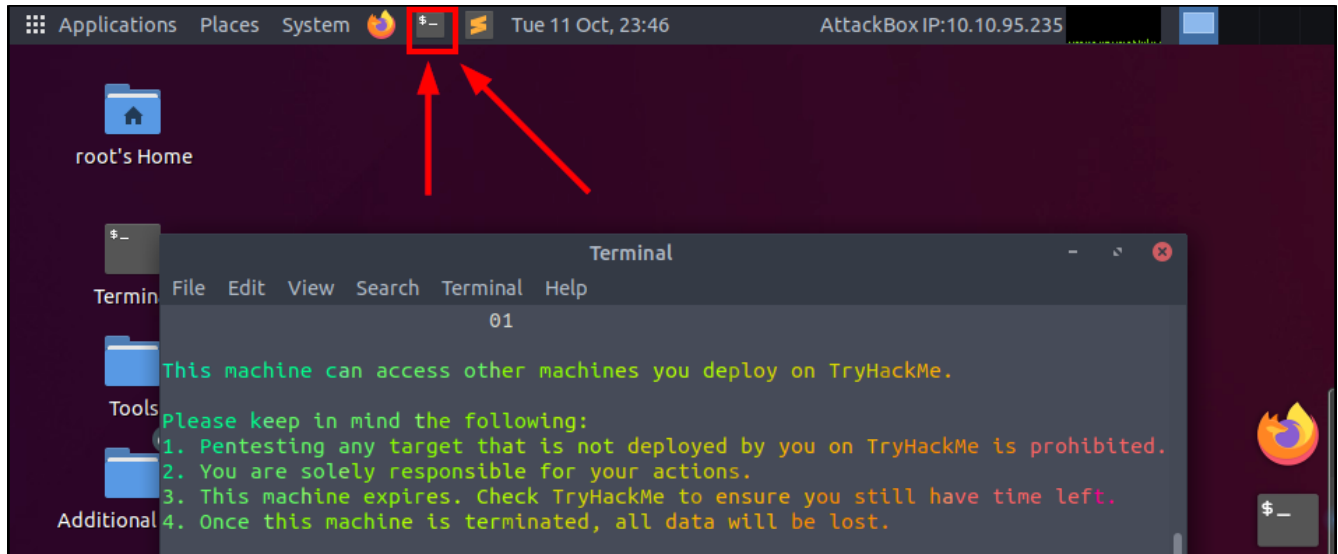 Applications Places System $_ Tue 11 Oct, 23:46 AttackBox IP:10.10.95.235
root's Home
$_
Terminal
File Edit View Search Terminal Help
Termin
01
This machine can access other machines you deploy on TryHackMe.
Tools
Please keep in mind the following:
1. Pentesting any target that is not deployed by you on TryHackMe is prohibited.
2. You are solely responsible for your actions.
3. This machine expires. Check TryHackMe to ensure you still have time left.
Additional
4. Once this machine is terminated, all data will be lost.
$_